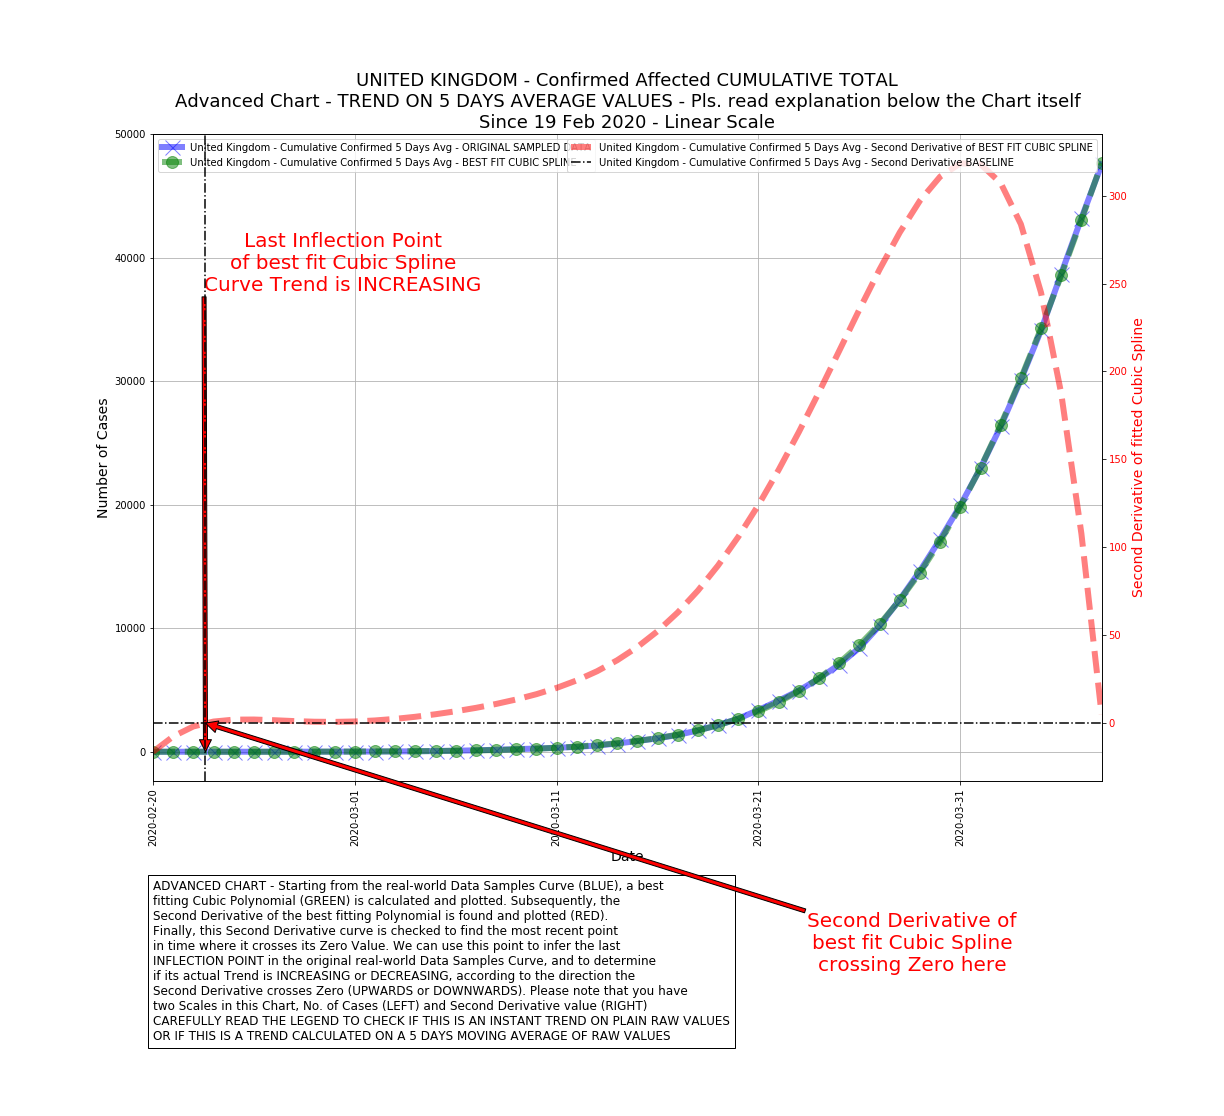 UNITED KINGDOM - Confirmed Affected CUMULATIVE TOTAL
Advanced Chart - TREND ON 5 DAYS AVERAGE VALUES - Pls. read explanation below the Chart itself
Since 19 Feb 2020 - Linear Scale
United Kingdom - Cumulative Confirmed 5 Days Avg - ORIGINAL SAMPLED DATA
United Kingdom - Cumulative Confirmed 5 Days Avg - BEST FIT CUBIC SPLINE
United Kingdom - Cumulative Confirmed 5 Days Avg - Second Derivative of BEST FIT CUBIC SPLINE
United Kingdom - Cumulative Confirmed 5 Days Avg - Second Derivative BASELINE
Last Inflection Point
of best fit Cubic Spline
Curve Trend is INCREASING
Number of Cases
50000
40000
30000
20000
10000
0
Second Derivative of fitted Cubic Spline
300
250
200
150
100
50
0
2020-02-20
2020-03-01
2020-03-11
2020-03-21
2020-03-31
Date
Second Derivative of
best fit Cubic Spline
crossing Zero here
ADVANCED CHART - Starting from the real-world Data Samples Curve (BLUE), a best
fitting Cubic Polynomial (GREEN) is calculated and plotted. Subsequently, the
Second Derivative of the best fitting Polynomial is found and plotted (RED).
Finally, this Second Derivative curve is checked to find the most recent point
in time where it crosses its Zero Value. We can use this point to infer the last
INFLECTION POINT in the original real-world Data Samples Curve, and to determine
if its actual Trend is INCREASING or DECREASING, according to the direction the
Second Derivative crosses Zero (UPWARDS or DOWNWARDS). Please note that you have
two Scales in this Chart, No. of Cases (LEFT) and Second Derivative value (RIGHT)
CAREFULLY READ THE LEGEND TO CHECK IF THIS IS AN INSTANT TREND ON PLAIN RAW VALUES
OR IF THIS IS A TREND CALCULATED ON A 5 DAYS MOVING AVERAGE OF RAW VALUES